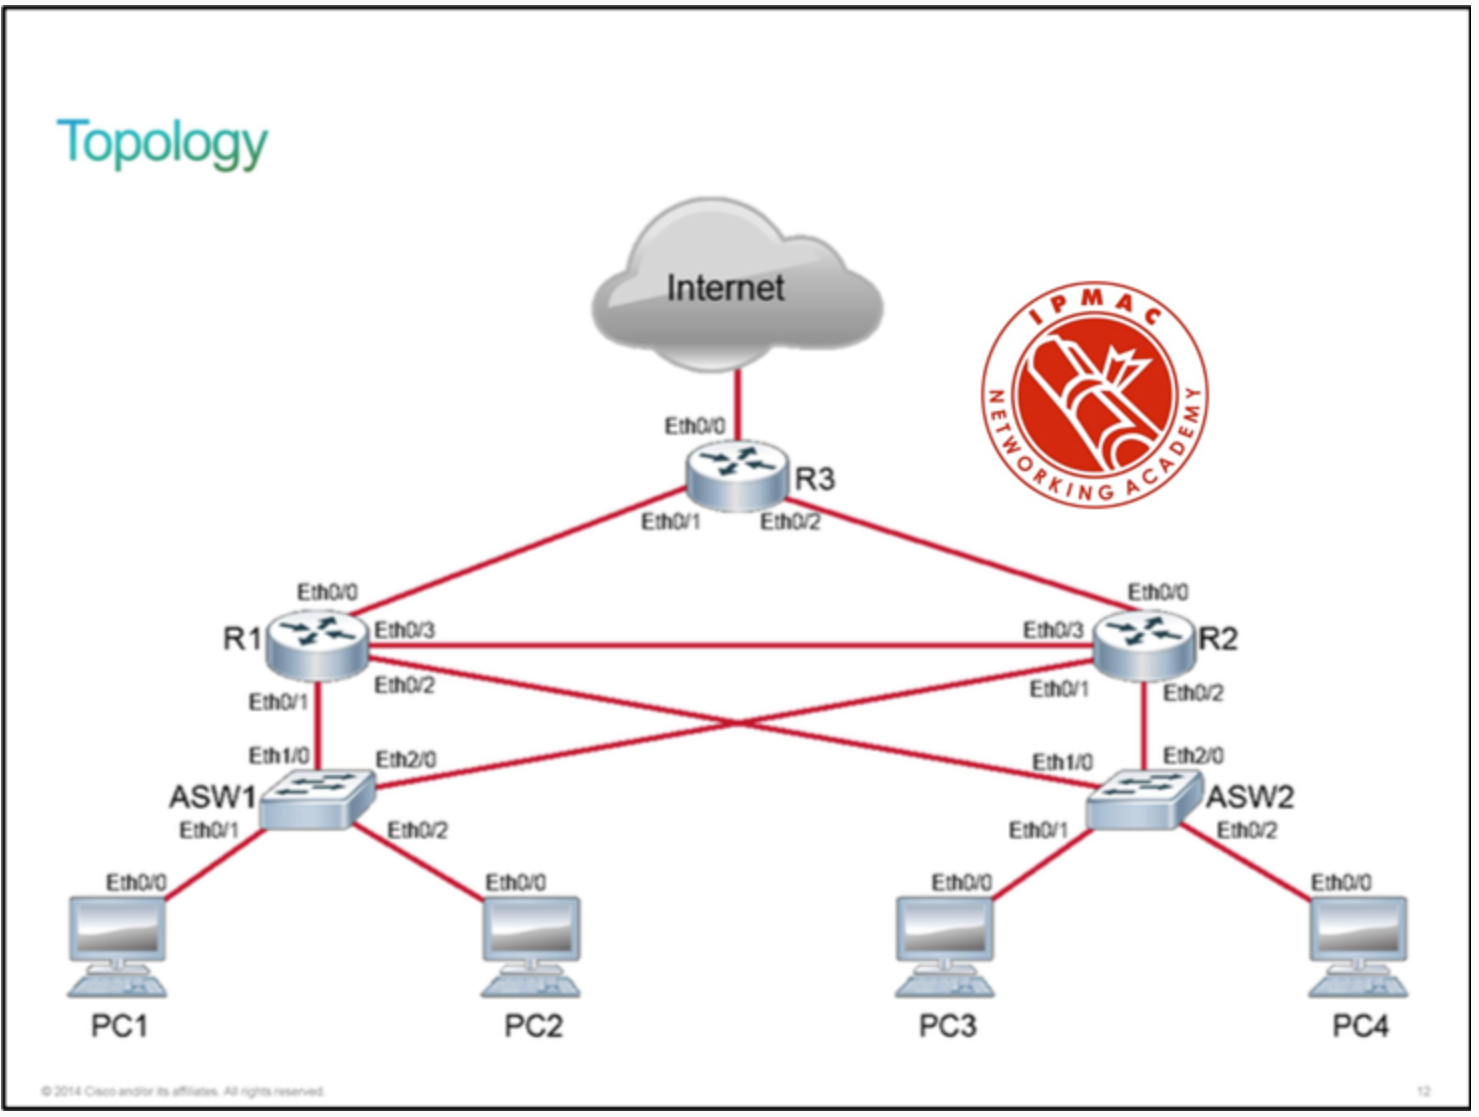 Topology
Internet
IPMAC
NETWORKING ACADEMY
Eth0/0
R3
Eth0/1
Eth0/2
Eth0/0
Eth0/0
R1
Eth0/3
Eth0/3
R2
Eth0/2
Eth0/1
Eth0/1
Eth0/2
Eth1/0
Eth2/0
Eth1/0
Eth2/0
ASW1
ASW2
Eth0/1
Eth0/2
Eth0/1
Eth0/2
Eth0/0
Eth0/0
Eth0/0
Eth0/0
PC1
PC2
PC3
PC4
© 2014 Cisco and/or its affiliates. All rights reserved.
12